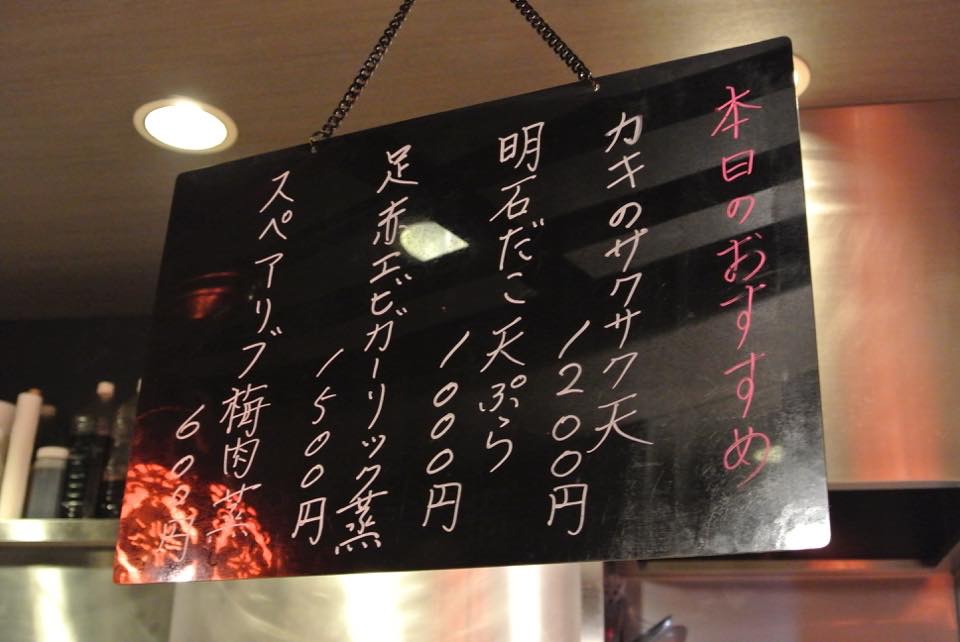 本日のおすすめ
カキのザクサク天
1200円
明石だこ天ぷら
1000円
足赤エビガーリック蒸
1500円
スペアリブ梅肉蒸
600円